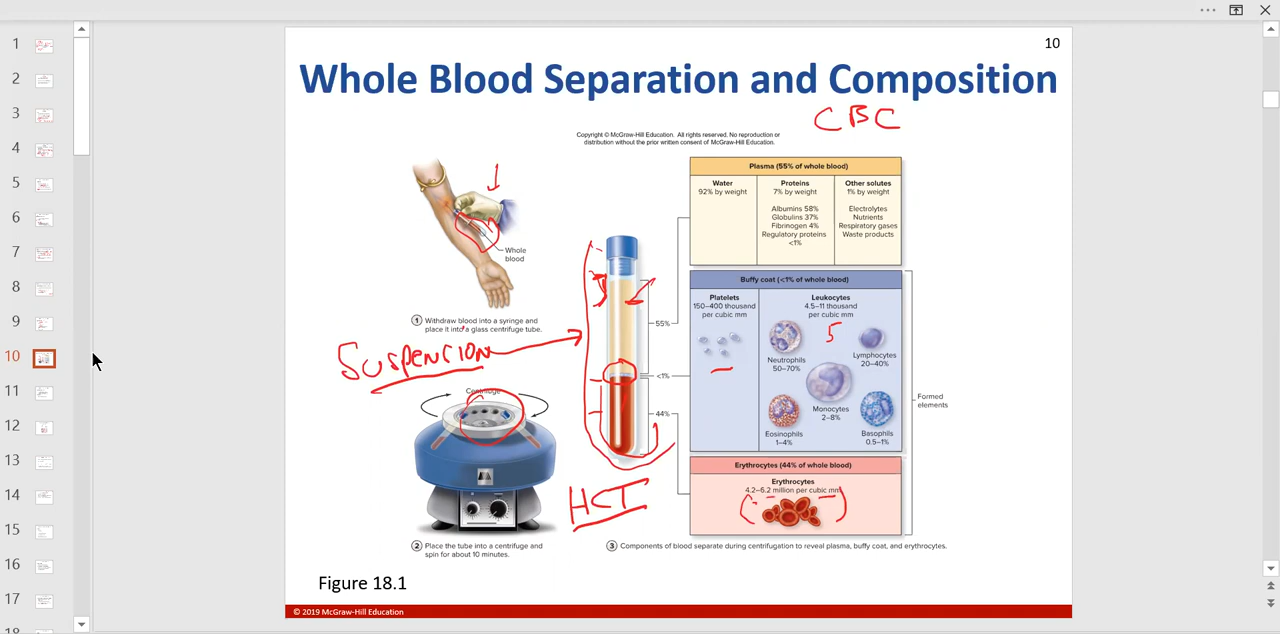 1
2
3
4
5
6
7
8
9
10
11
12
13
14
15
16
17
10
Whole Blood Separation and Composition
CBC
Copyright © McGraw-Hill Education. All rights reserved. No reproduction or
distribution without the prior written consent of McGraw-Hill Education.
Whole
blood
1 Withdraw blood into a syringe and
place it into a glass centrifuge tube.
SUSPENCION
Centrifuge
2 Place the tube into a centrifuge and
spin for about 10 minutes.
HCT
55%
<1%
44%
Plasma (55% of whole blood)
Water
92% by weight
Proteins
7% by weight
Albumins 58%
Globulins 37%
Fibrinogen 4%
Regulatory proteins
<1%
Other solutes
1% by weight
Electrolytes
Nutrients
Respiratory gases
Waste products
Buffy coat (<1% of whole blood)
Platelets
150–400 thousand
per cubic mm
Leukocytes
4.5–11 thousand
per cubic mm
5
Neutrophils
50–70%
Lymphocytes
20–40%
Monocytes
2–8%
Eosinophils
1–4%
Basophils
0.5–1%
Formed
elements
Erythrocytes (44% of whole blood)
Erythrocytes
4.2–6.2 million per cubic mm
3 Components of blood separate during centrifugation to reveal plasma, buffy coat, and erythrocytes.
Figure 18.1
© 2019 McGraw-Hill Education